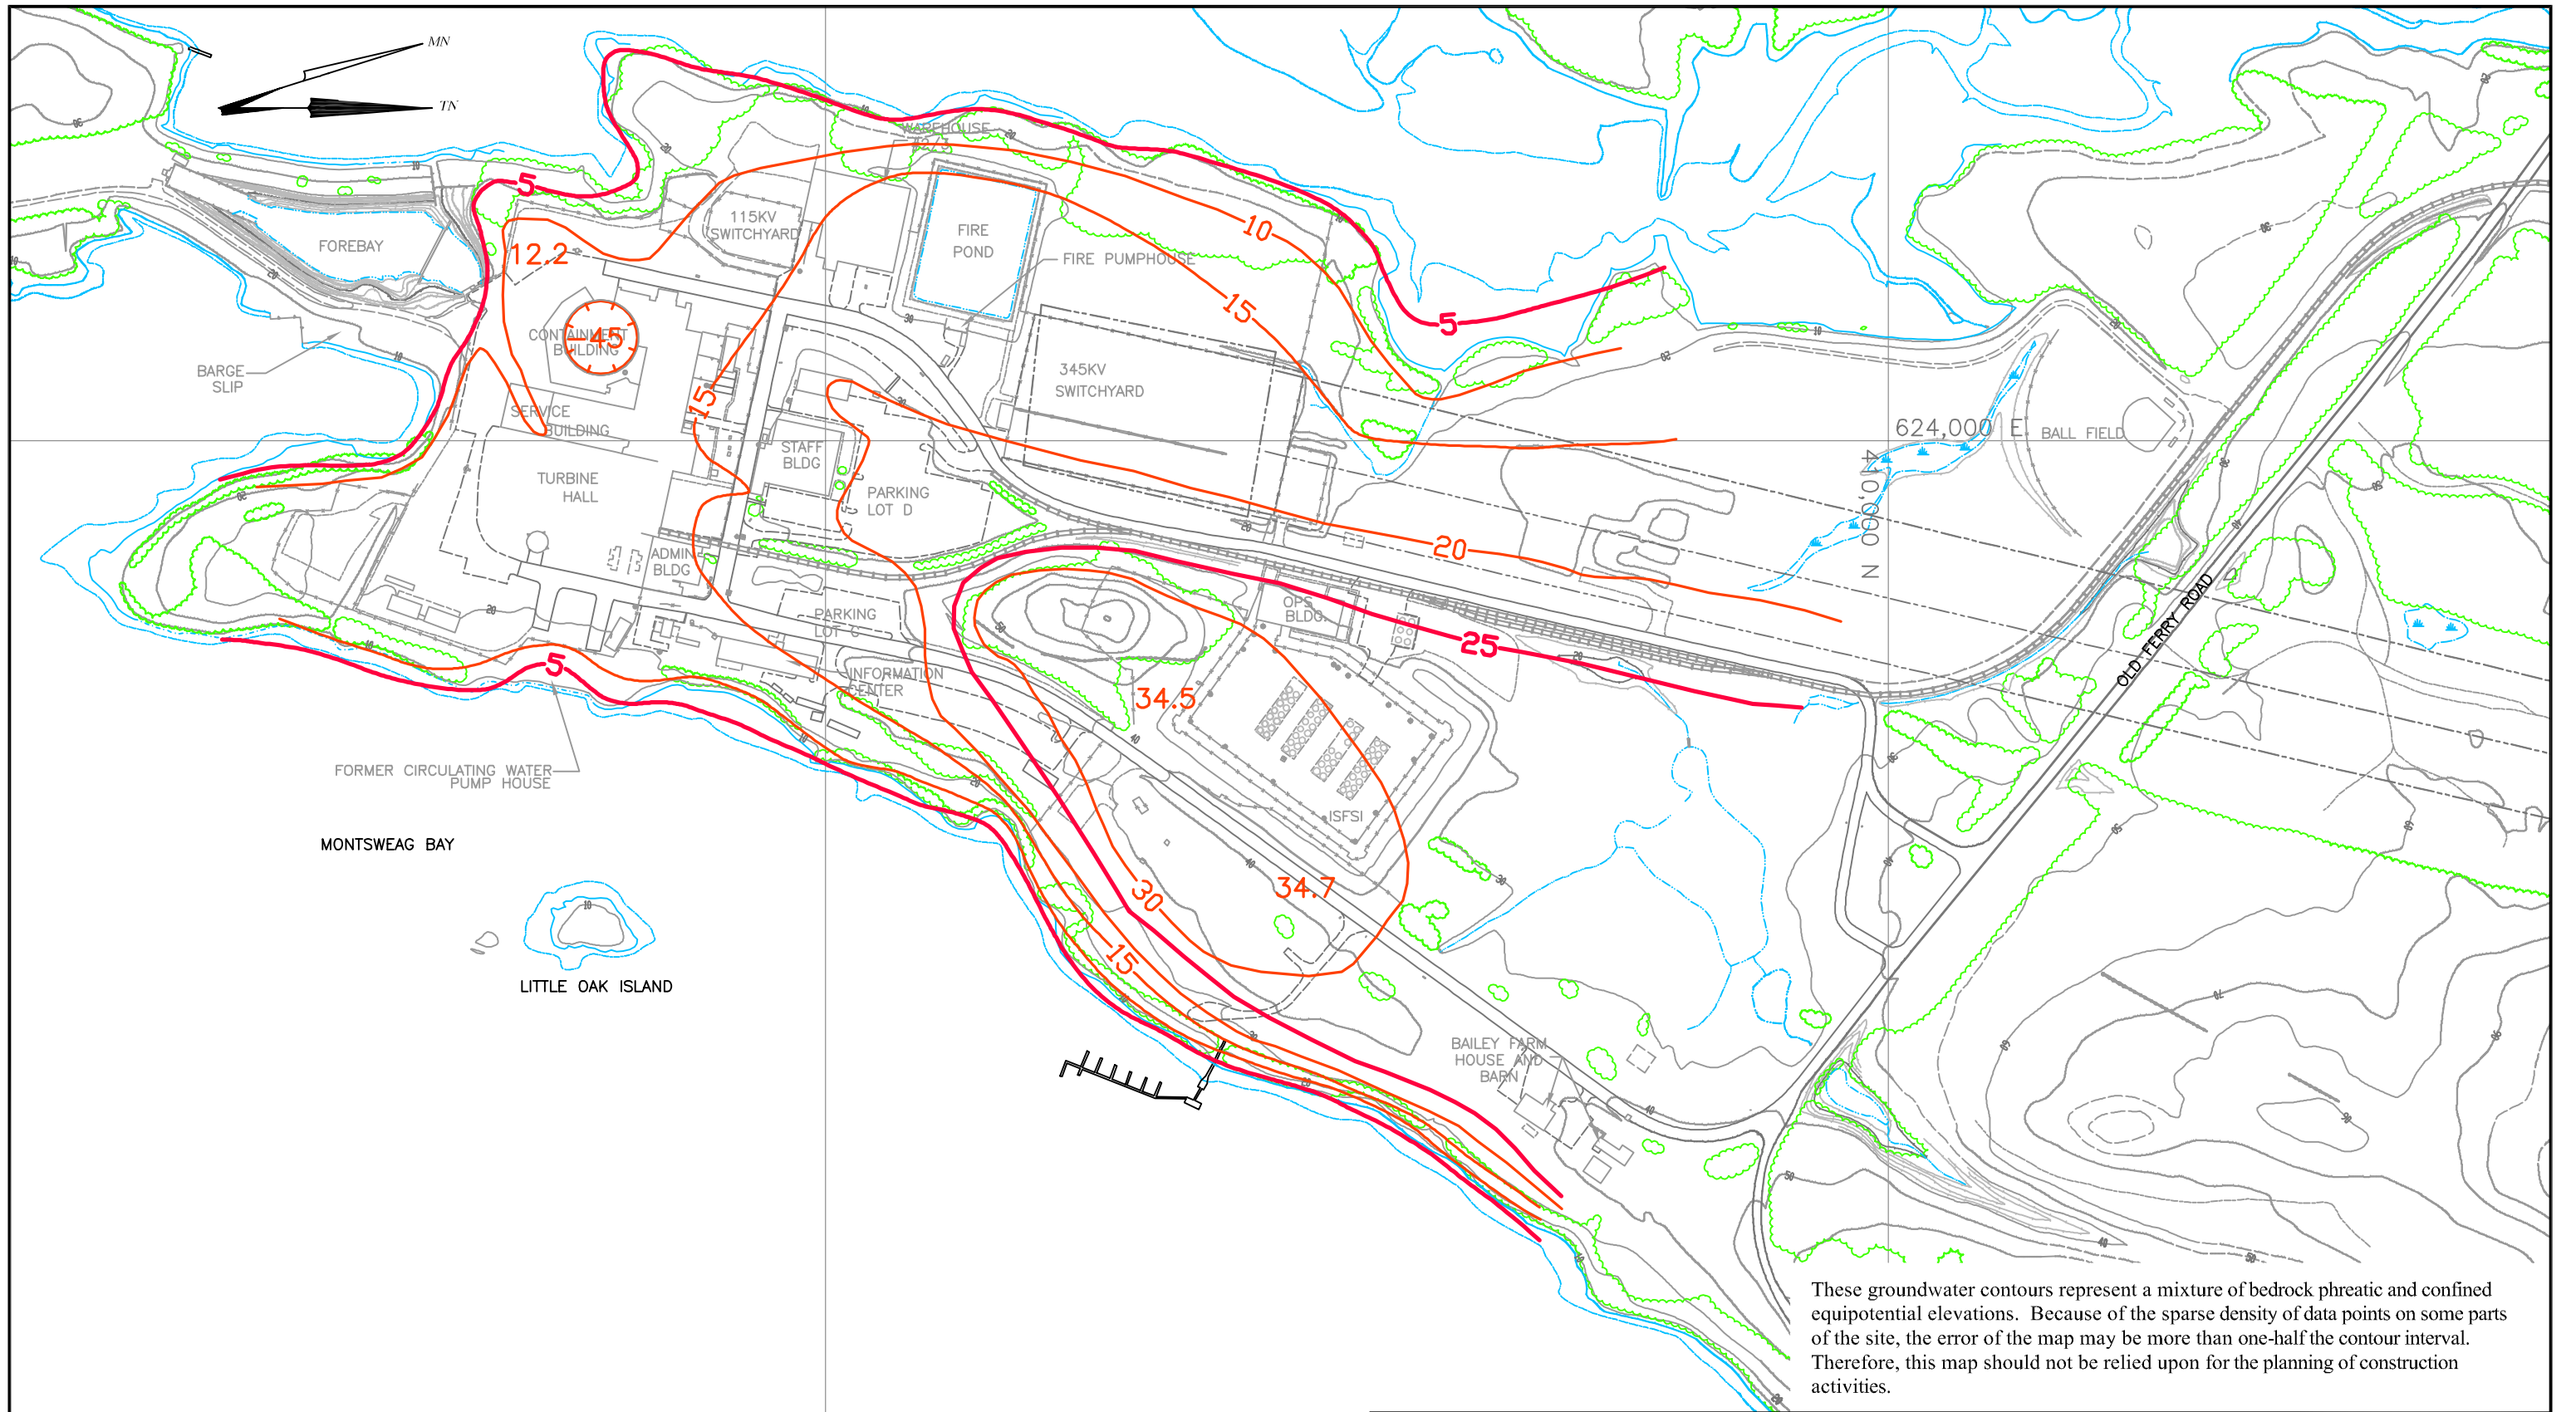 MN
TN
5
12.2
FOREBAY
115KV
SWITCHYARD
WAREHOUSE
2/3
FIRE
POND
FIRE PUMPHOUSE
10
15
5
CONTAINMENT
BUILDING
-45
BARGE
SLIP
SERVICE
BUILDING
15
345KV
SWITCHYARD
STAFF
BLDG
TURBINE
HALL
PARKING
LOT D
624,000 E
BALL FIELD
410,000 N
20
ADMIN
BLDG
PARKING
LOT C
OPS
BLDG.
25
OLD FERRY ROAD
5
INFORMATION
CENTER
34.5
FORMER CIRCULATING WATER
PUMP HOUSE
ISFSI
MONTSWEAG BAY
34.7
30
15
10
LITTLE OAK ISLAND
BAILEY FARM
HOUSE AND
BARN
These groundwater contours represent a mixture of bedrock phreatic and confined
equipotential elevations.  Because of the sparse density of data points on some parts
of the site, the error of the map may be more than one-half the contour interval.
Therefore, this map should not be relied upon for the planning of construction
activities.